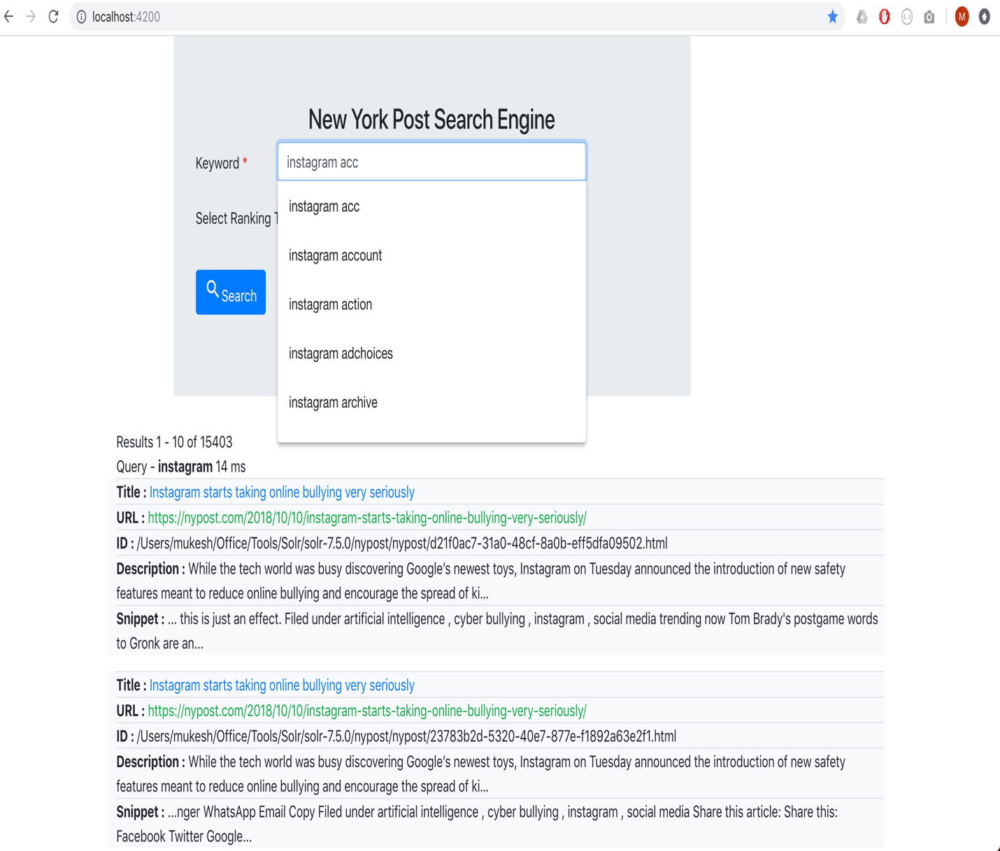 localhost:4200
M
New York Post Search Engine
Keyword *
instagram acc
instagram acc
Select Ranking T
instagram account
Search
instagram action
instagram adchoices
instagram archive
Results 1 - 10 of 15403
Query - instagram 14 ms
Title : Instagram starts taking online bullying very seriously
URL : https://nypost.com/2018/10/10/instagram-starts-taking-online-bullying-very-seriously/
ID : /Users/mukesh/Office/Tools/Solr/solr-7.5.0/nypost/nypost/d21f0ac7-31a0-48cf-8a0b-eff5dfa09502.html
Description : While the tech world was busy discovering Google’s newest toys, Instagram on Tuesday announced the introduction of new safety
features meant to reduce online bullying and encourage the spread of ki...
Snippet : ... this is just an effect. Filed under artificial intelligence , cyber bullying , instagram , social media trending now Tom Brady's postgame words
to Gronk are an...
Title : Instagram starts taking online bullying very seriously
URL : https://nypost.com/2018/10/10/instagram-starts-taking-online-bullying-very-seriously/
ID : /Users/mukesh/Office/Tools/Solr/solr-7.5.0/nypost/nypost/23783b2d-5320-40e7-877e-f1892a63e2f1.html
Description : While the tech world was busy discovering Google’s newest toys, Instagram on Tuesday announced the introduction of new safety
features meant to reduce online bullying and encourage the spread of ki...
Snippet : ...nger WhatsApp Email Copy Filed under artificial intelligence , cyber bullying , instagram , social media Share this article: Share this:
Facebook Twitter Google...